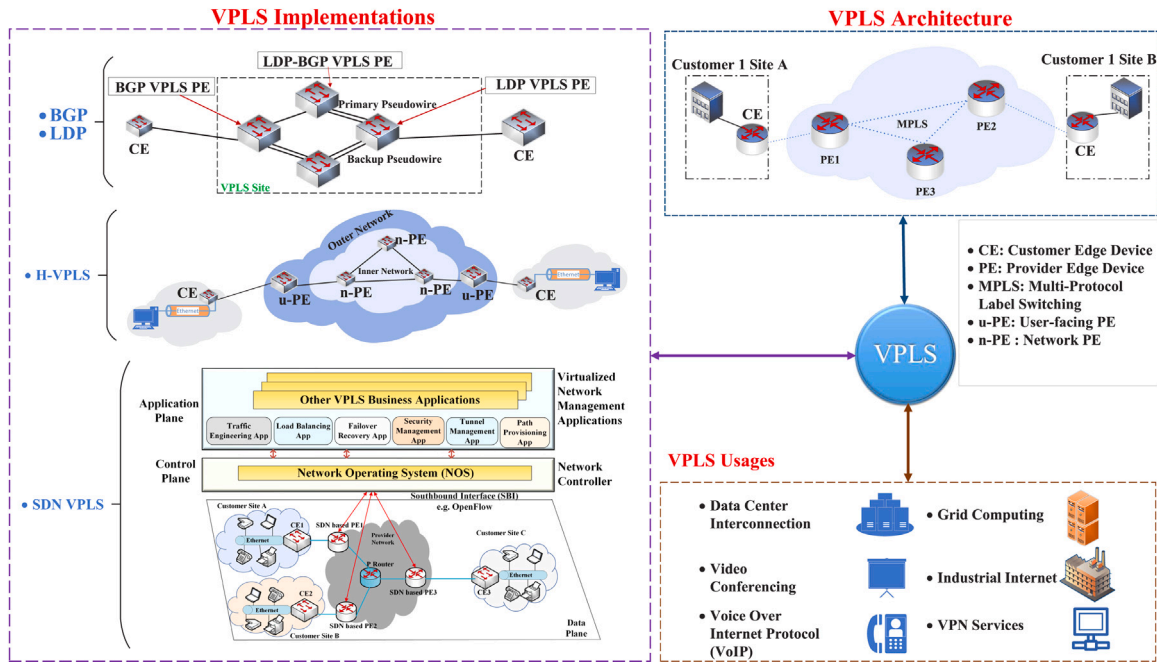 VPLS Implementations
• BGP
• LDP
LDP-BGP VPLS PE
BGP VPLS PE
LDP VPLS PE
Primary Pseudowire
CE
CE
Backup Pseudowire
VPLS Site
• H-VPLS
Outer Network
n-PE
Inner Network
CE
u-PE
n-PE
n-PE
u-PE
CE
Ethernet
Ethernet
• SDN VPLS
Application
Plane
Other VPLS Business Applications
Virtualized
Network
Management
Applications
Traffic
Engineering App
Load Balancing
App
Failover
Recovery App
Security
Management
App
Tunnel
Management
App
Path
Provisioning
App
Control
Plane
Network Operating System (NOS)
Network
Controller
Southbound Interface (SBI)
e.g. OpenFlow
Customer Site A
CE1
SDN based PE1
Provider
Network
Customer Site C
Ethernet
P Router
Ethernet
SDN based PE3
CE3
CE2
Ethernet
SDN based PE2
Customer Site B
Data
Plane
VPLS Architecture
Customer 1 Site A
Customer 1 Site B
CE
PE1
MPLS
PE2
PE3
CE
• CE: Customer Edge Device
• PE: Provider Edge Device
• MPLS: Multi-Protocol
Label Switching
• u-PE: User-facing PE
• n-PE : Network PE
VPLS
VPLS Usages
• Data Center
Interconnection
• Grid Computing
• Video
Conferencing
• Industrial Internet
• Voice Over
Internet Protocol
(VoIP)
• VPN Services